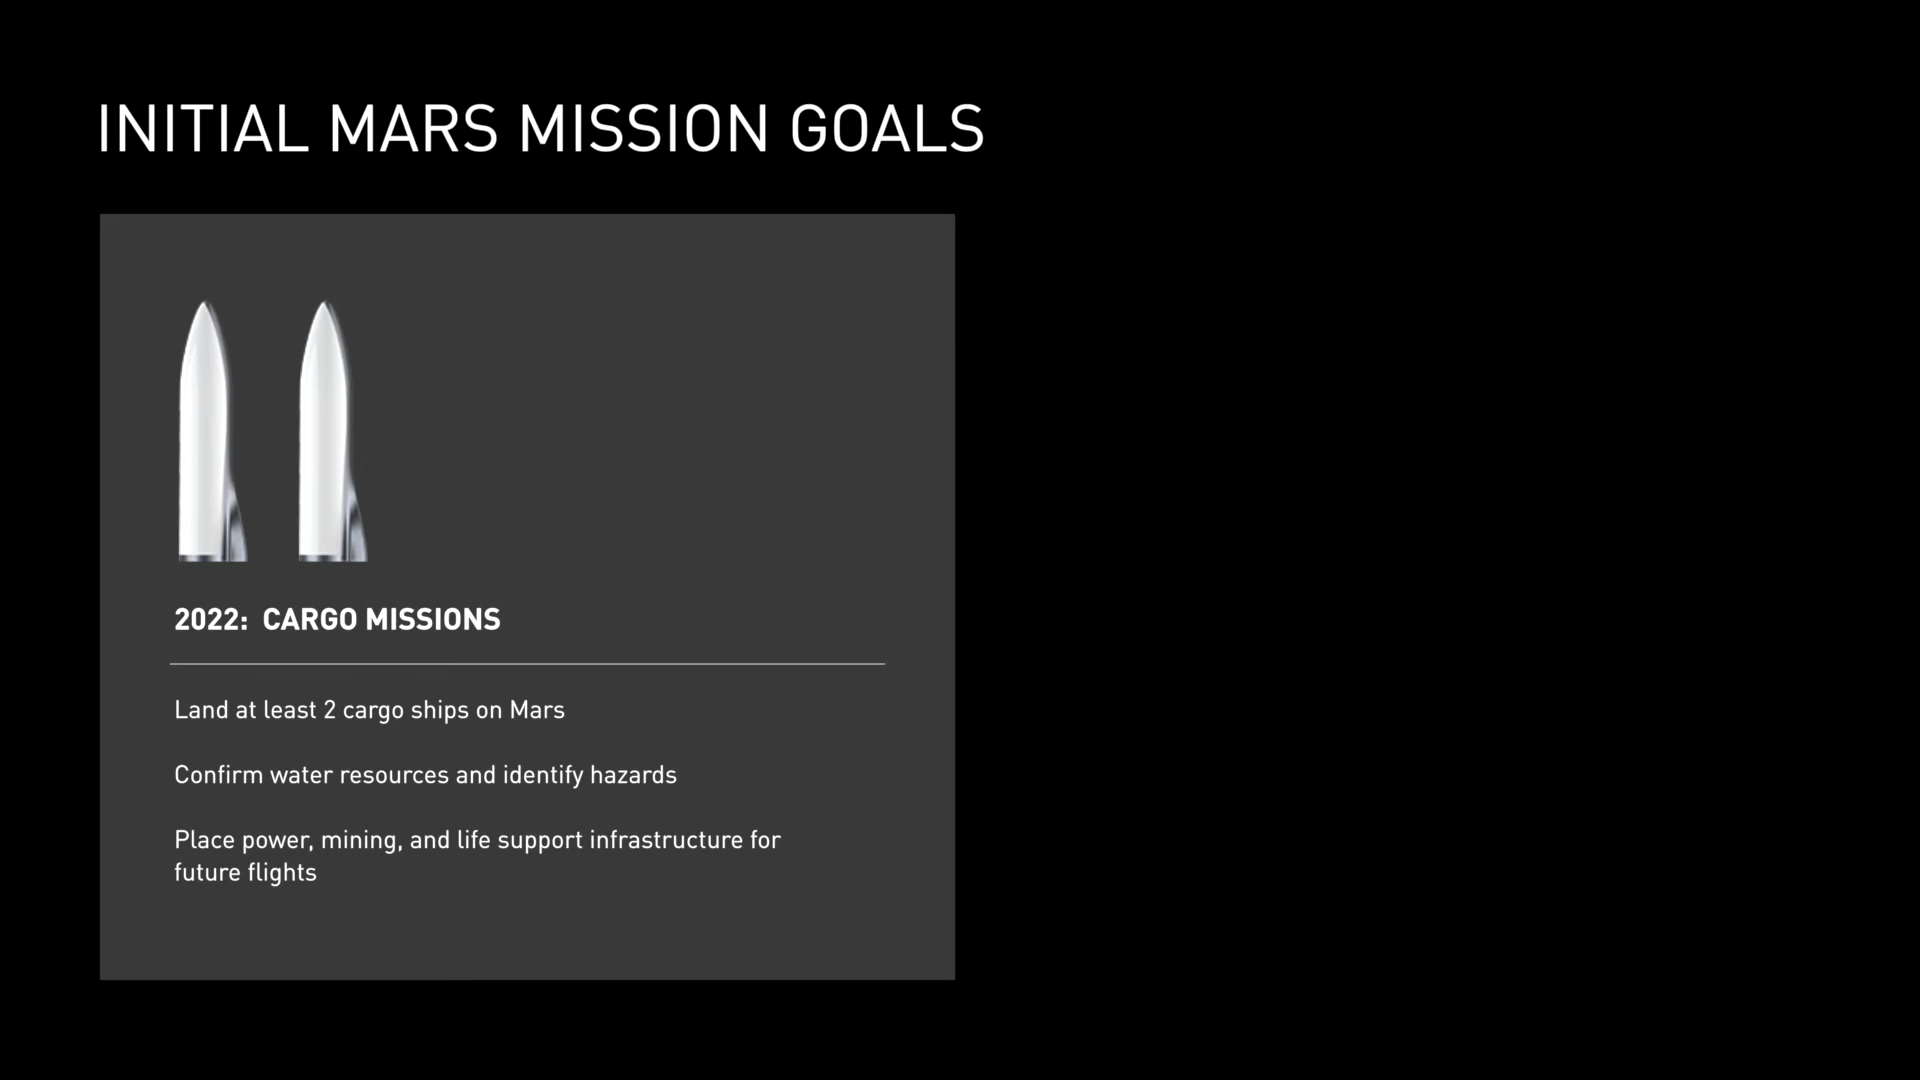 INITIAL MARS MISSION GOALS
2022: CARGO MISSIONS
Land at least 2 cargo ships on Mars
Confirm water resources and identify hazards
Place power, mining, and life support infrastructure for
future flights